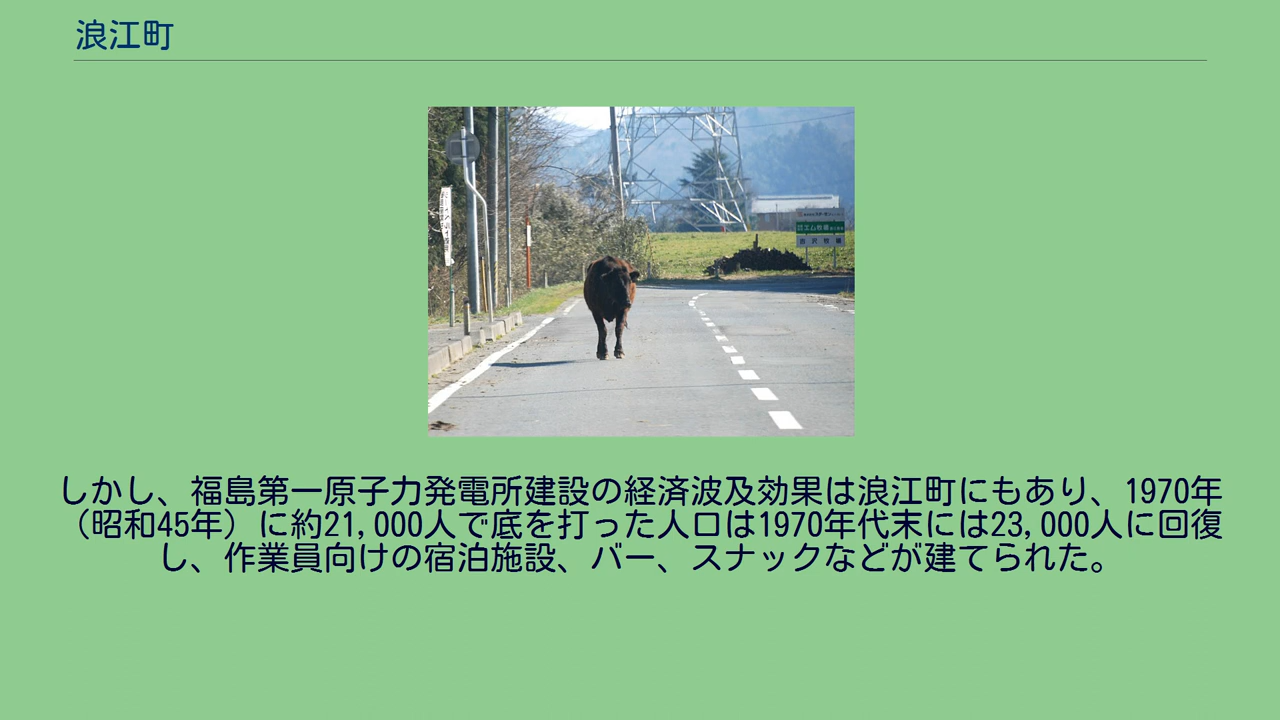 浪江町
エム牧場
しかし、福島第一原子力発電所建設の経済波及効果は浪江町にもあり、1970年
（昭和45年）に約21,000人で底を打った人口は1970年代末には23,000人に回復
し、作業員向けの宿泊施設、バー、スナックなどが建てられた。